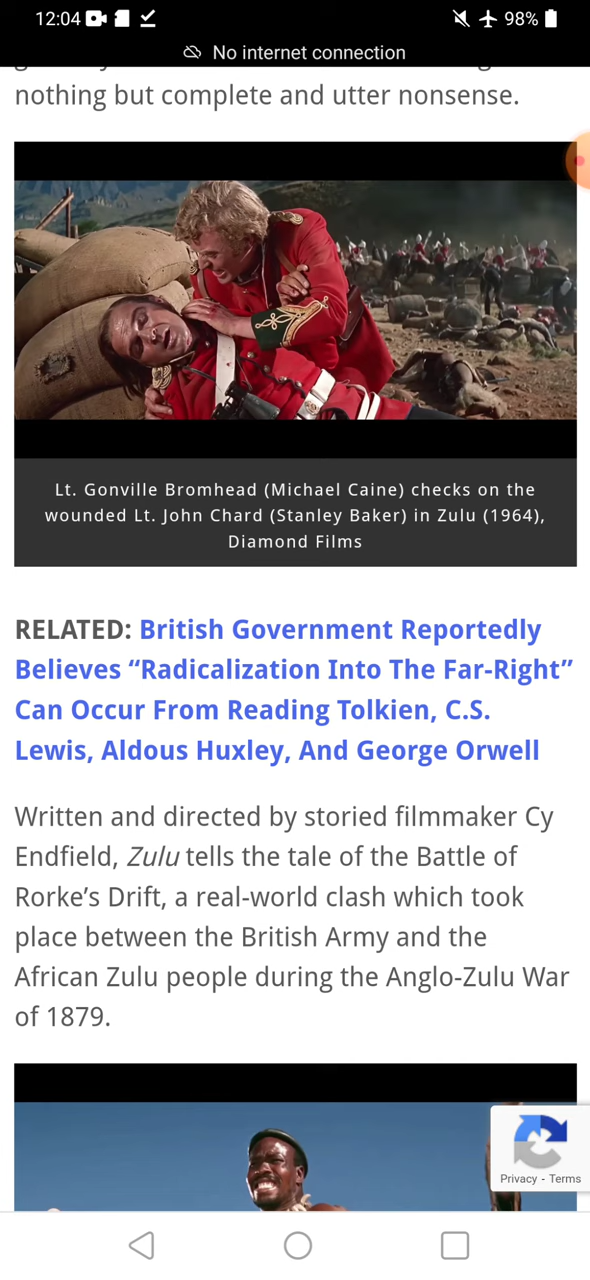 12:04 98%
No internet connection
nothing but complete and utter nonsense.
Lt. Gonville Bromhead (Michael Caine) checks on the
wounded Lt. John Chard (Stanley Baker) in Zulu (1964),
Diamond Films
RELATED: British Government Reportedly
Believes “Radicalization Into The Far-Right”
Can Occur From Reading Tolkien, C.S.
Lewis, Aldous Huxley, And George Orwell
Written and directed by storied filmmaker Cy
Endfield, Zulu tells the tale of the Battle of
Rorke’s Drift, a real-world clash which took
place between the British Army and the
African Zulu people during the Anglo-Zulu War
of 1879.
Privacy - Terms